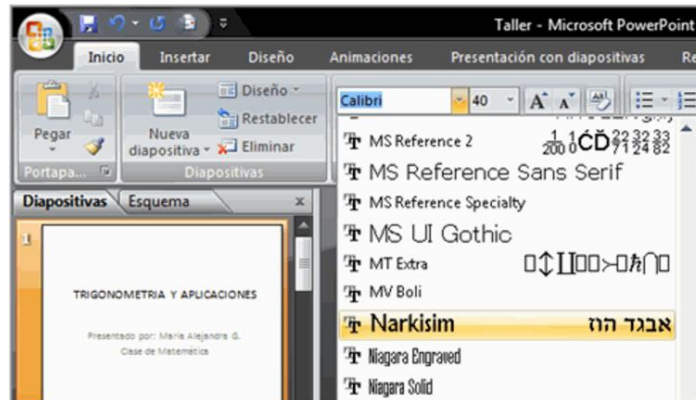 Taller - Microsoft PowerPoint
Inicio Insertar Diseño Animaciones Presentación con diapositivas
Pegar
Portapa...
Nueva diapositiva
Diseño
Restablecer
Eliminar
Diapositivas
Calibri 40
Diapositivas Esquema
1
TRIGONOMETRIA Y APLICACIONES
Presentado por: Maria Alejandra G.
Clase de Matemática
MS Reference 2
MS Reference Sans Serif
MS Reference Specialty
MS UI Gothic
MT Extra
MV Boli
Narkisim אבגד הוז
Niagara Engraved
Niagara Solid